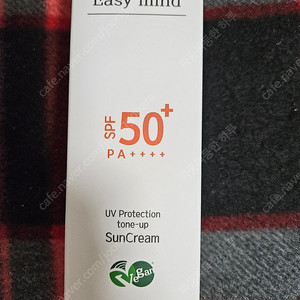 Easy mind
SPF 50+
PA++++
UV Protection
tone-up
SunCream
Vegan